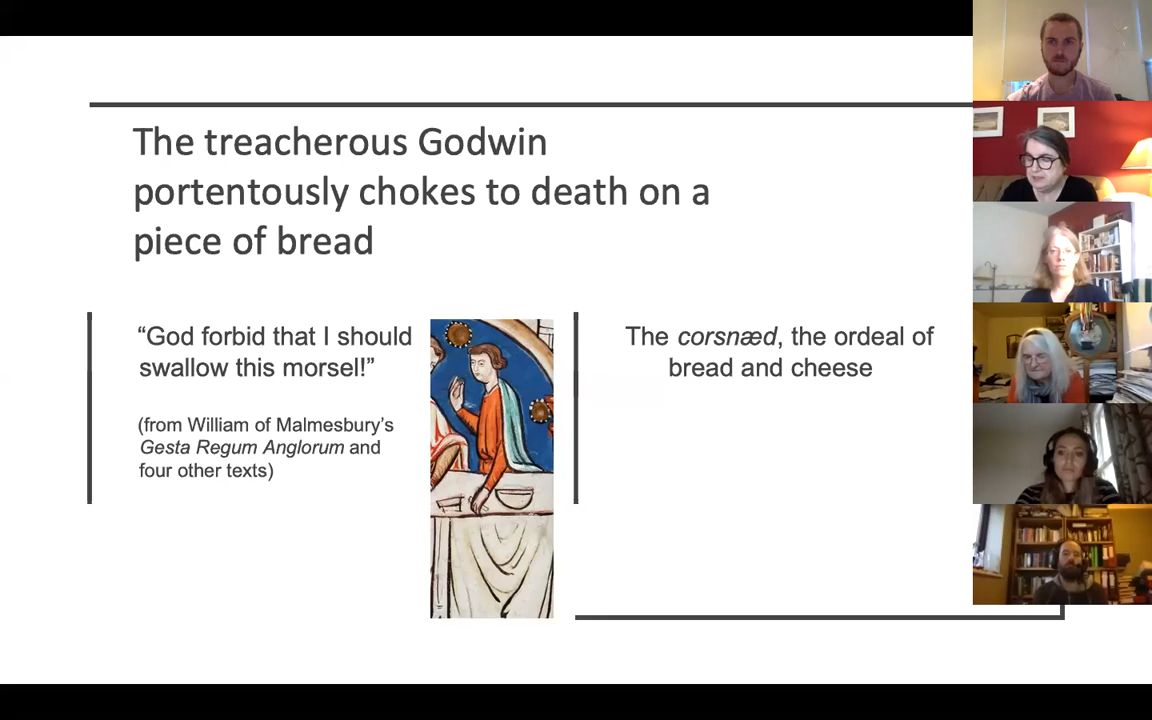 The treacherous Godwin
portentously chokes to death on a
piece of bread
“God forbid that I should
swallow this morsel!”
(from William of Malmesbury’s
Gesta Regum Anglorum and
four other texts)
The corsnæd, the ordeal of
bread and cheese